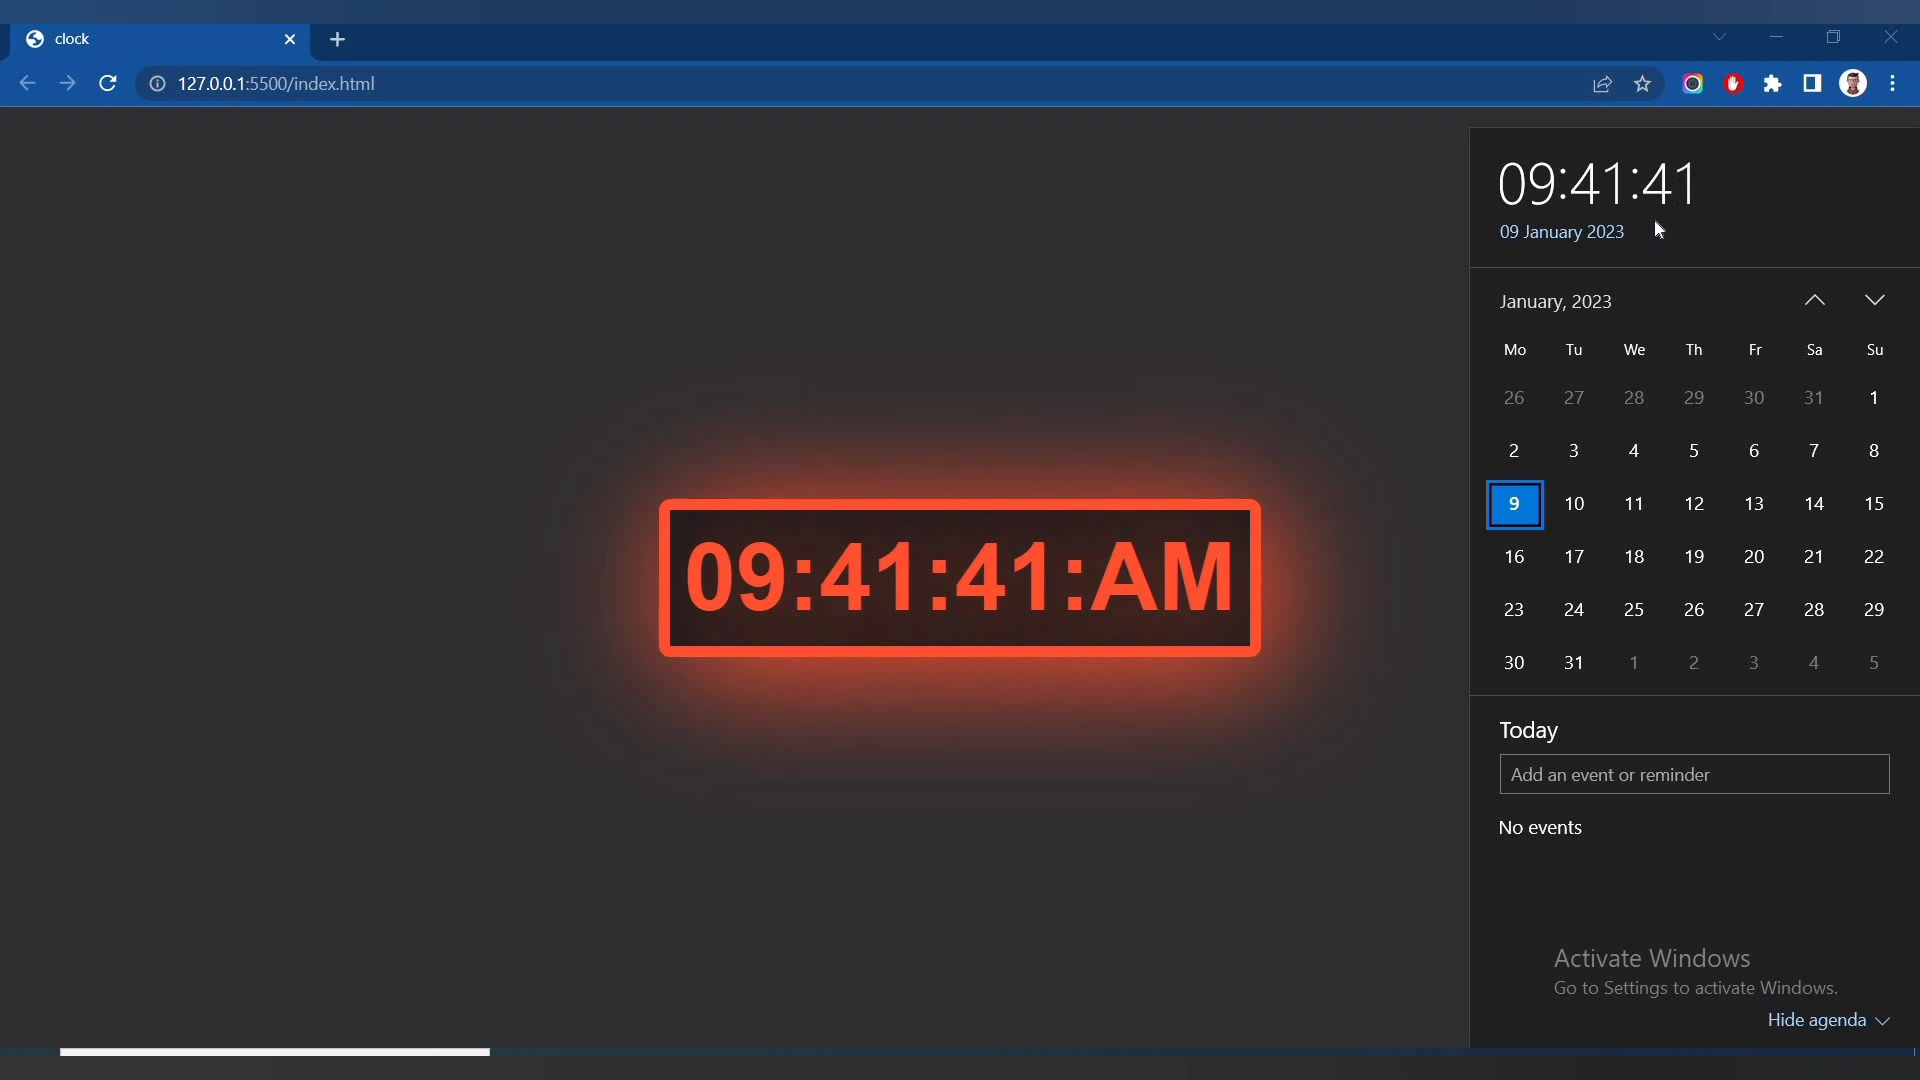 clock
127.0.0.1:5500/index.html
09:41:41
09 January 2023
January, 2023
Mo Tu We Th Fr Sa Su
26 27 28 29 30 31 1
2 3 4 5 6 7 8
9 10 11 12 13 14 15
16 17 18 19 20 21 22
23 24 25 26 27 28 29
30 31 1 2 3 4 5
09:41:41:AM
Today
Add an event or reminder
No events
Activate Windows
Go to Settings to activate Windows.
Hide agenda